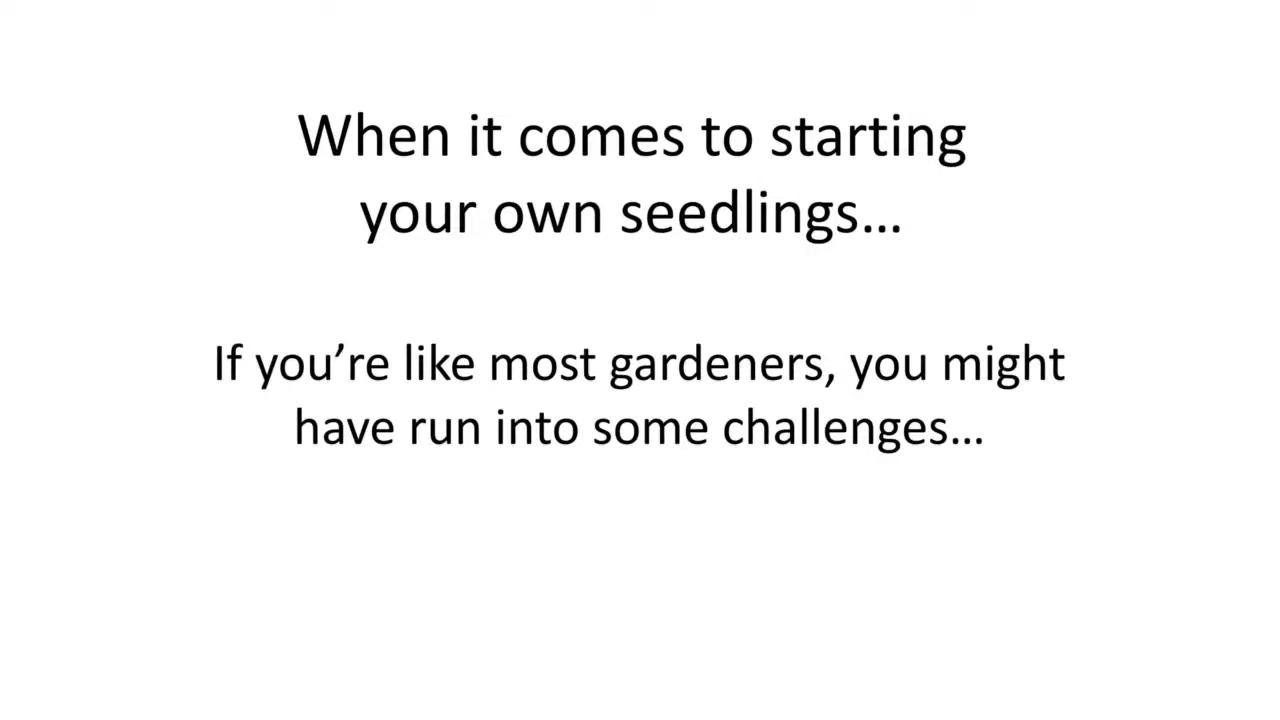 When it comes to starting
your own seedlings…
If you’re like most gardeners, you might
have run into some challenges…